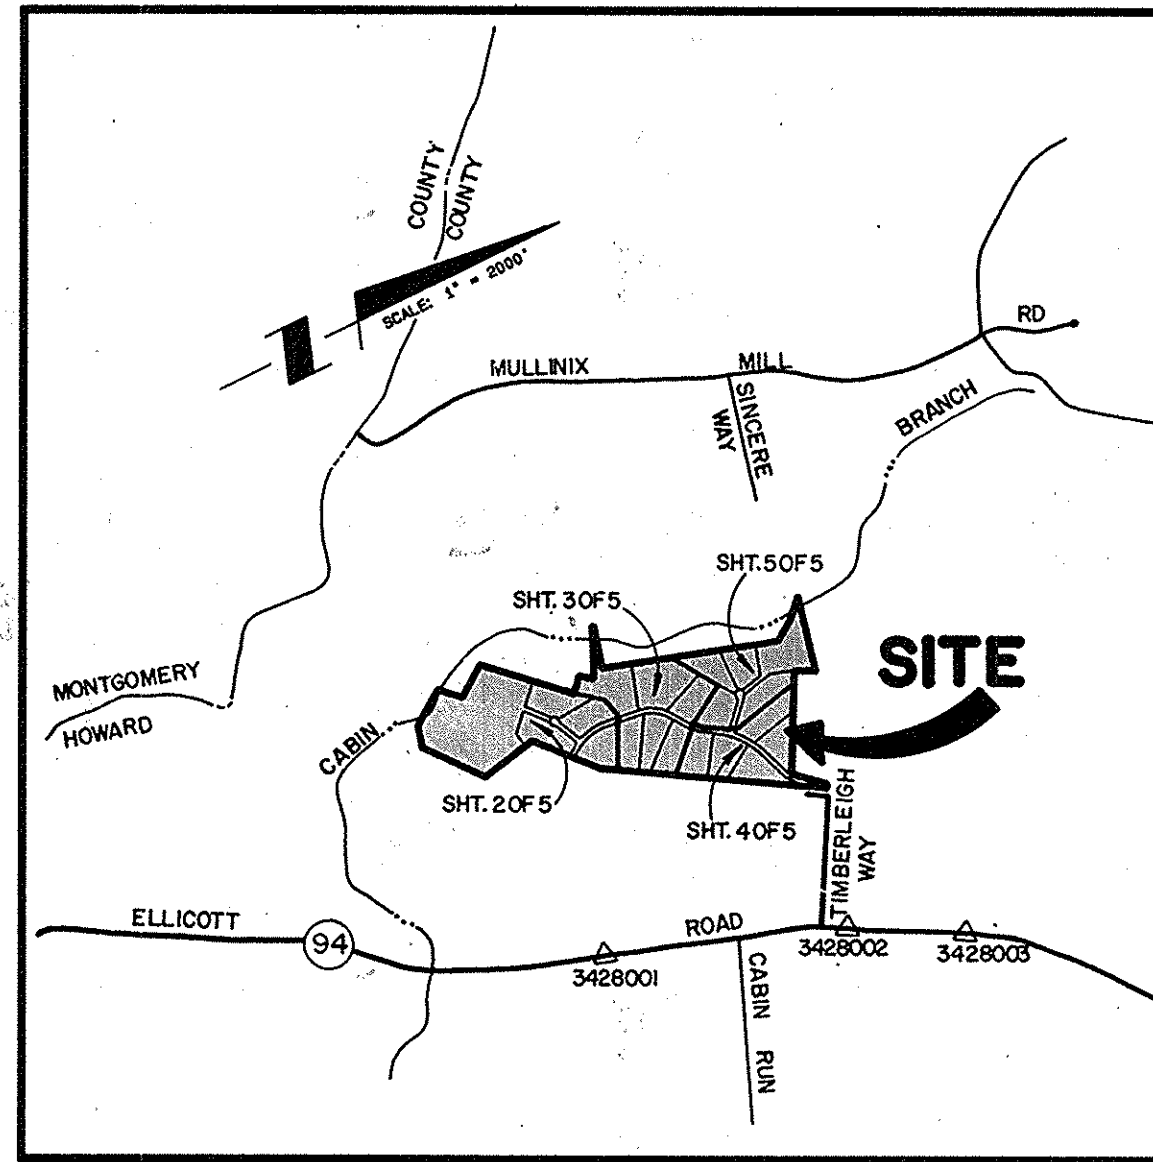 COUNTY
COUNTY
SCALE: 1" = 2000'
MULLINIX MILL RD
SINCERE
WAY
BRANCH
SHT. 5 OF 5
SHT. 3 OF 5
SITE
MONTGOMERY
HOWARD
CABIN
SHT. 2 OF 5
SHT. 4 OF 5
TIMBERLEIGH
WAY
ELLICOTT
94
ROAD
3428001
3428002
3428003
CABIN RUN